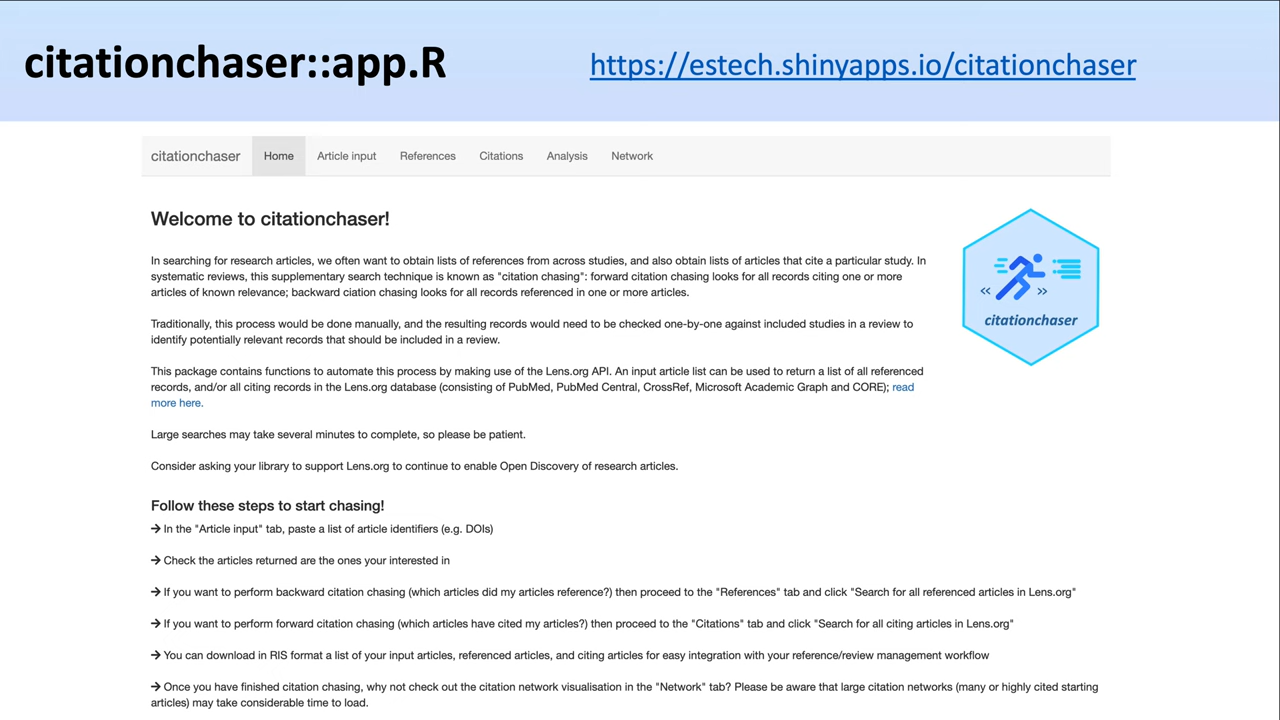 citationchaser::app.R
https://estech.shinyapps.io/citationchaser
citationchaser Home Article input References Citations Analysis Network
Welcome to citationchaser!
In searching for research articles, we often want to obtain lists of references from across studies, and also obtain lists of articles that cite a particular study. In
systematic reviews, this supplementary search technique is known as "citation chasing": forward citation chasing looks for all records citing one or more
articles of known relevance; backward ciation chasing looks for all records referenced in one or more articles.
Traditionally, this process would be done manually, and the resulting records would need to be checked one-by-one against included studies in a review to
identify potentially relevant records that should be included in a review.
This package contains functions to automate this process by making use of the Lens.org API. An input article list can be used to return a list of all referenced
records, and/or all citing records in the Lens.org database (consisting of PubMed, PubMed Central, CrossRef, Microsoft Academic Graph and CORE); read
more here.
Large searches may take several minutes to complete, so please be patient.
Consider asking your library to support Lens.org to continue to enable Open Discovery of research articles.
<< >>
citationchaser
Follow these steps to start chasing!
→ In the "Article input" tab, paste a list of article identifiers (e.g. DOIs)
→ Check the articles returned are the ones your interested in
→ If you want to perform backward citation chasing (which articles did my articles reference?) then proceed to the "References" tab and click "Search for all referenced articles in Lens.org"
→ If you want to perform forward citation chasing (which articles have cited my articles?) then proceed to the "Citations" tab and click "Search for all citing articles in Lens.org"
→ You can download in RIS format a list of your input articles, referenced articles, and citing articles for easy integration with your reference/review management workflow
→ Once you have finished citation chasing, why not check out the citation network visualisation in the "Network" tab? Please be aware that large citation networks (many or highly cited starting
articles) may take considerable time to load.